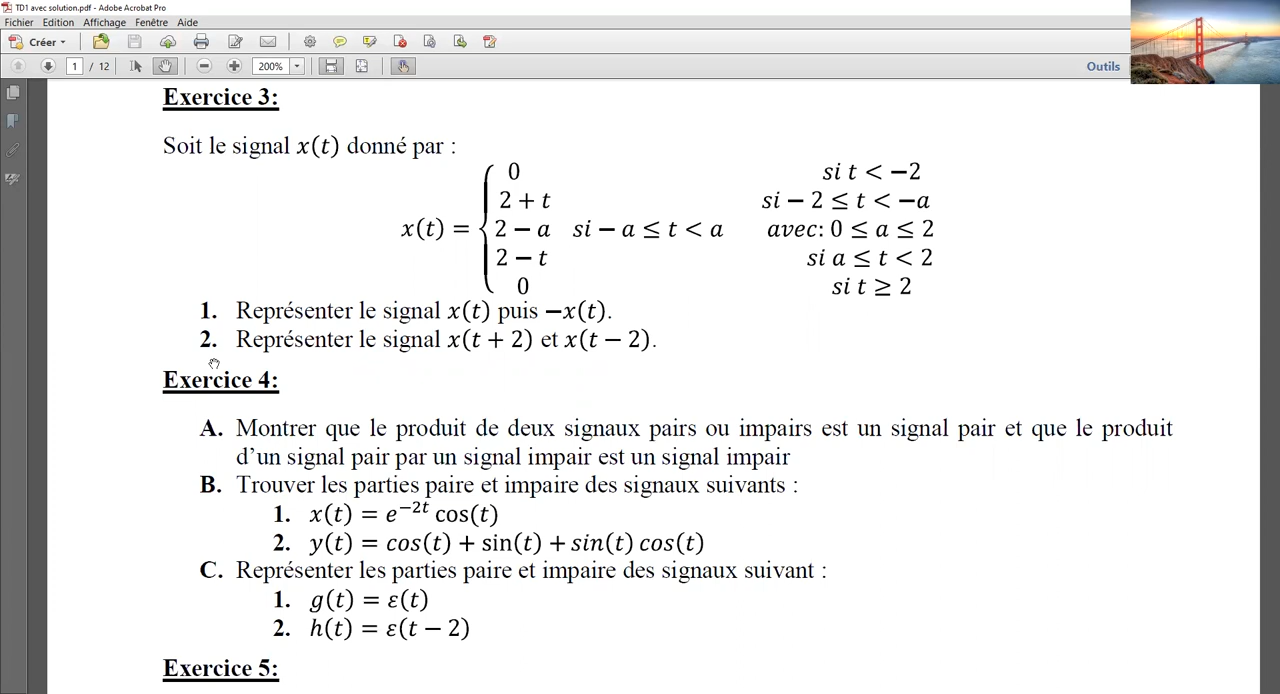 TD1 avec solution.pdf - Adobe Acrobat Pro
Fichier Edition Affichage Fenêtre Aide
Créer
1 / 12 200% Outils
Exercice 3:
Soit le signal x(t) donné par :
0 si t < −2
2 + t si − 2 ≤ t < −a
x(t) = { 2 − a si − a ≤ t < a avec: 0 ≤ a ≤ 2
2 − t si a ≤ t < 2
0 si t ≥ 2
1. Représenter le signal x(t) puis −x(t).
2. Représenter le signal x(t + 2) et x(t − 2).
Exercice 4:
A. Montrer que le produit de deux signaux pairs ou impairs est un signal pair et que le produit
d’un signal pair par un signal impair est un signal impair
B. Trouver les parties paire et impaire des signaux suivants :
1. x(t) = e⁻²ᵗ cos(t)
2. y(t) = cos(t) + sin(t) + sin(t) cos(t)
C. Représenter les parties paire et impaire des signaux suivant :
1. g(t) = ε(t)
2. h(t) = ε(t − 2)
Exercice 5: